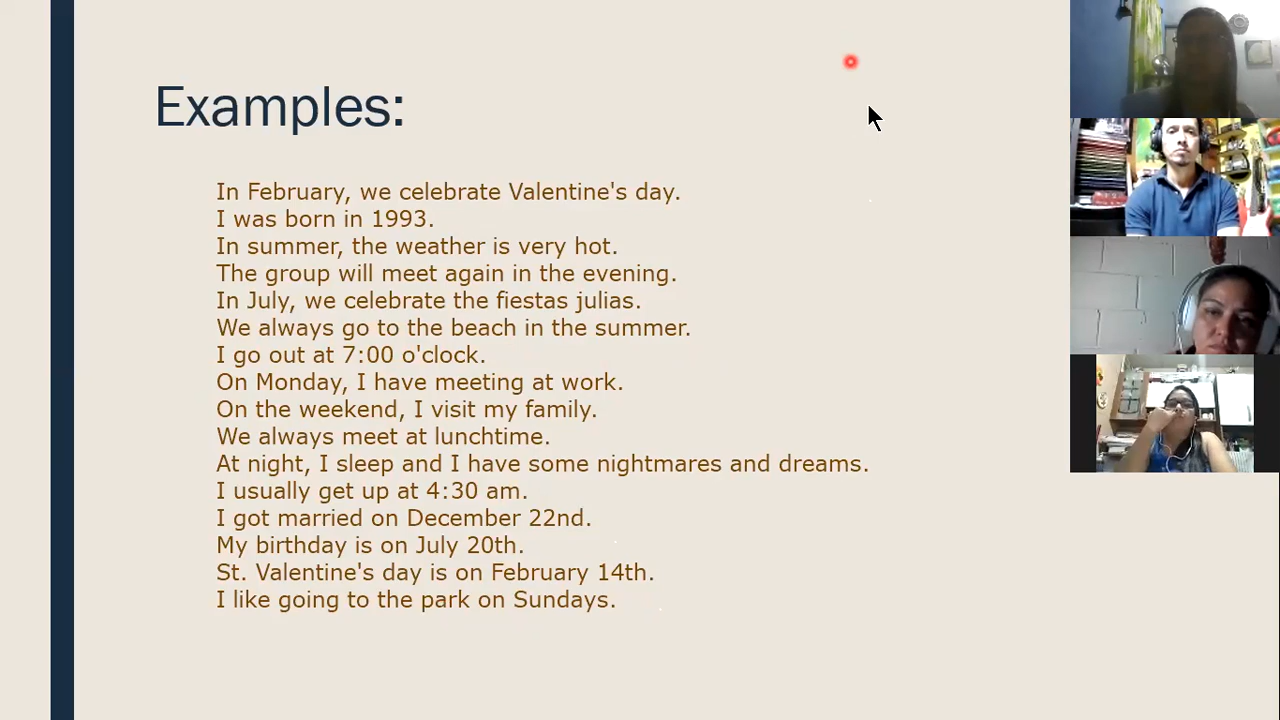 Examples:
In February, we celebrate Valentine's day.
I was born in 1993.
In summer, the weather is very hot.
The group will meet again in the evening.
In July, we celebrate the fiestas julias.
We always go to the beach in the summer.
I go out at 7:00 o'clock.
On Monday, I have meeting at work.
On the weekend, I visit my family.
We always meet at lunchtime.
At night, I sleep and I have some nightmares and dreams.
I usually get up at 4:30 am.
I got married on December 22nd.
My birthday is on July 20th.
St. Valentine's day is on February 14th.
I like going to the park on Sundays.